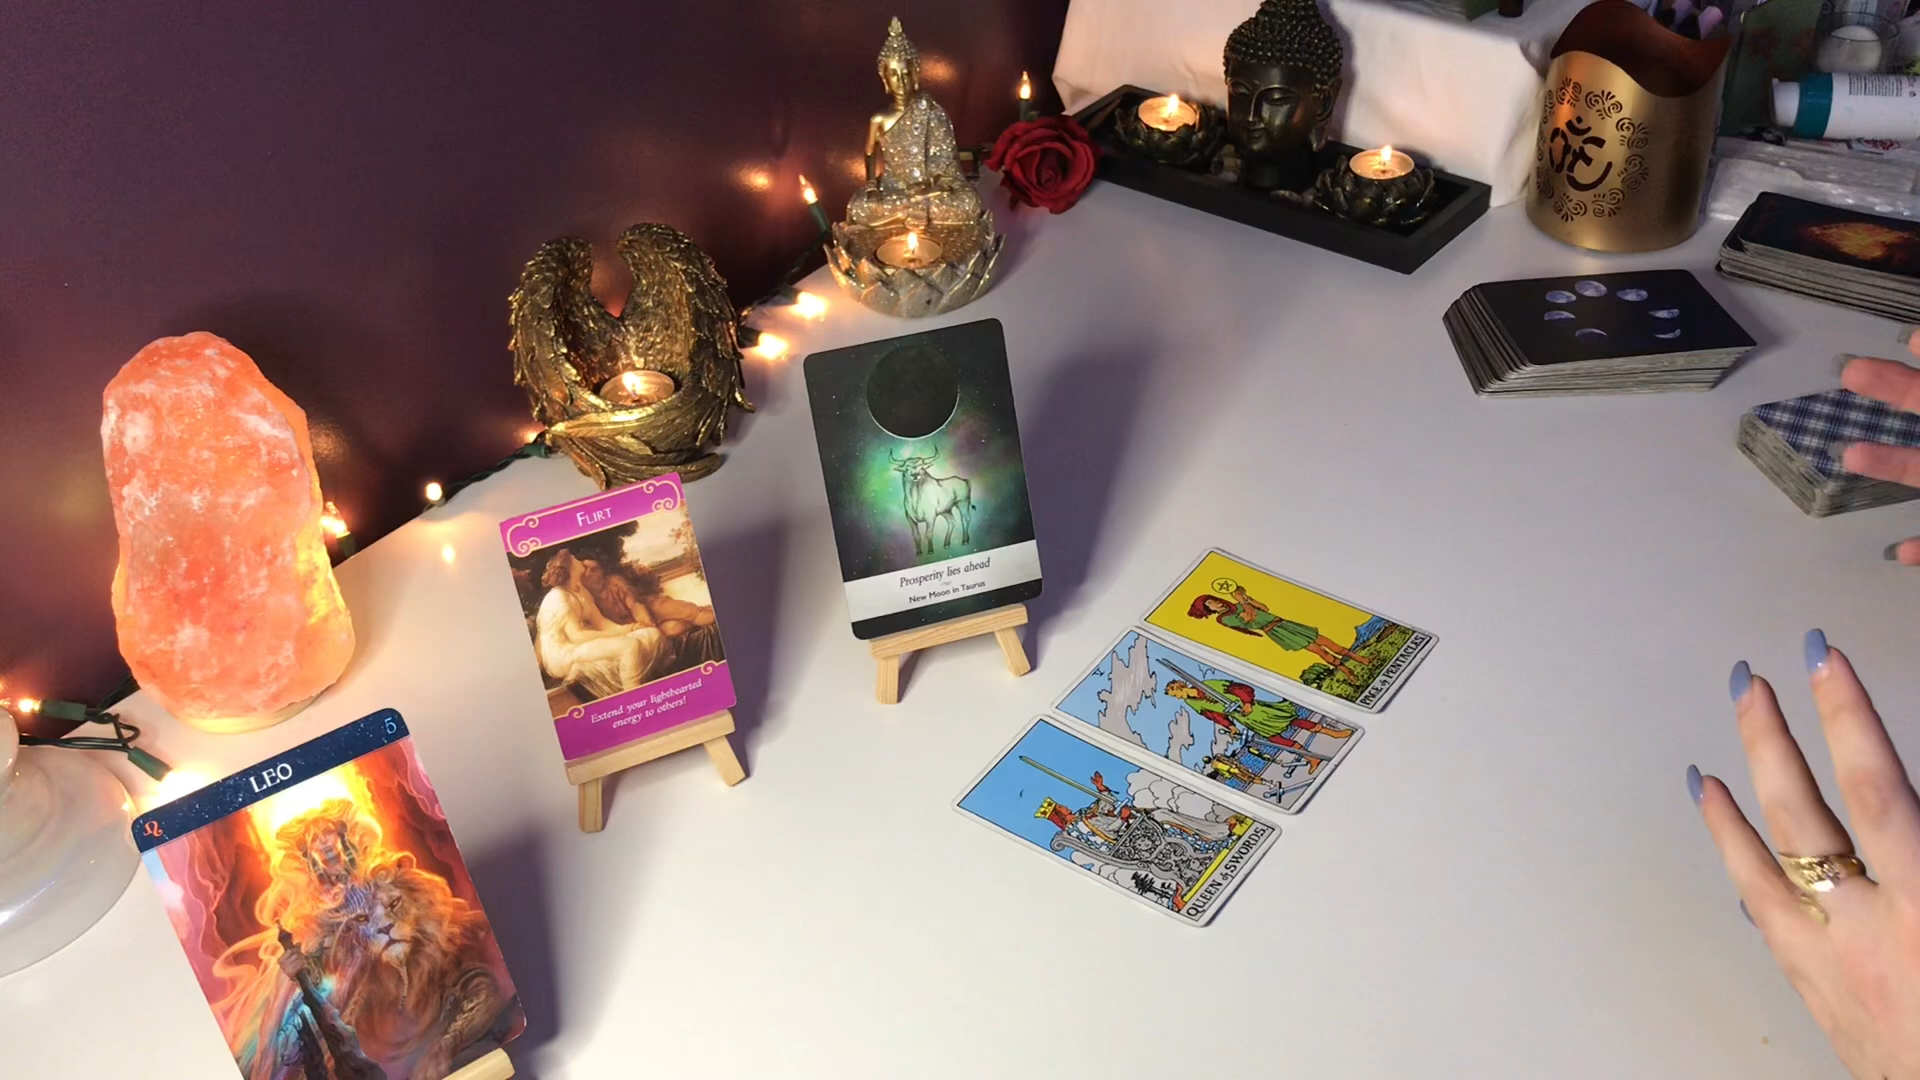 LEO
5
FLIRT
Extend your lighthearted
energy to others!
Prosperity lies ahead
New Moon in Taurus
PAGE of PENTACLES.
V
QUEEN of SWORDS.